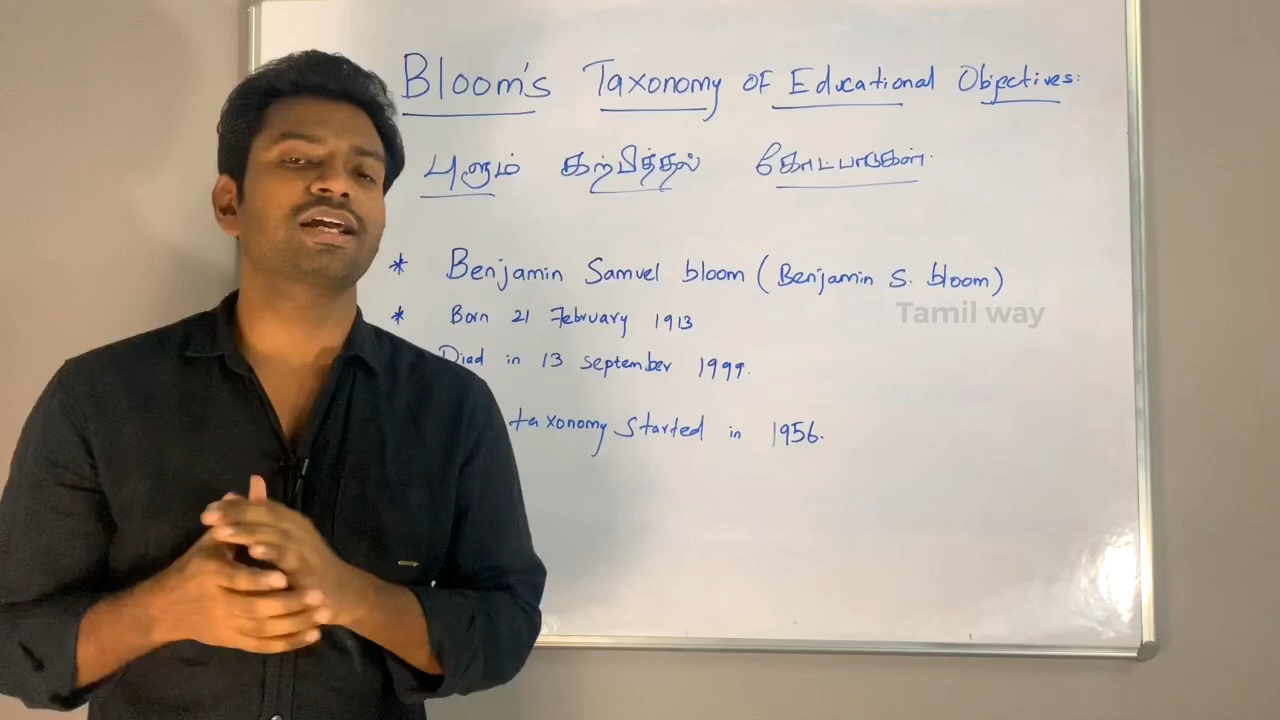 Bloom's Taxonomy OF Educational Objectives:
புளும் கற்பித்தல் கோட்பாடுகள்.
* Benjamin Samuel bloom (Benjamin S. bloom)
Tamil way
* Born 21 February 1913
Died in 13 september 1999.
taxonomy started in 1956.